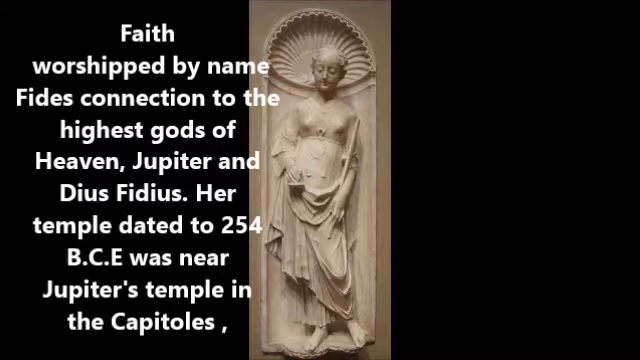 Faith
worshipped by name
Fides connection to the
highest gods of
Heaven, Jupiter and
Dius Fidius. Her
temple dated to 254
B.C.E was near
Jupiter's temple in
the Capitoles ,